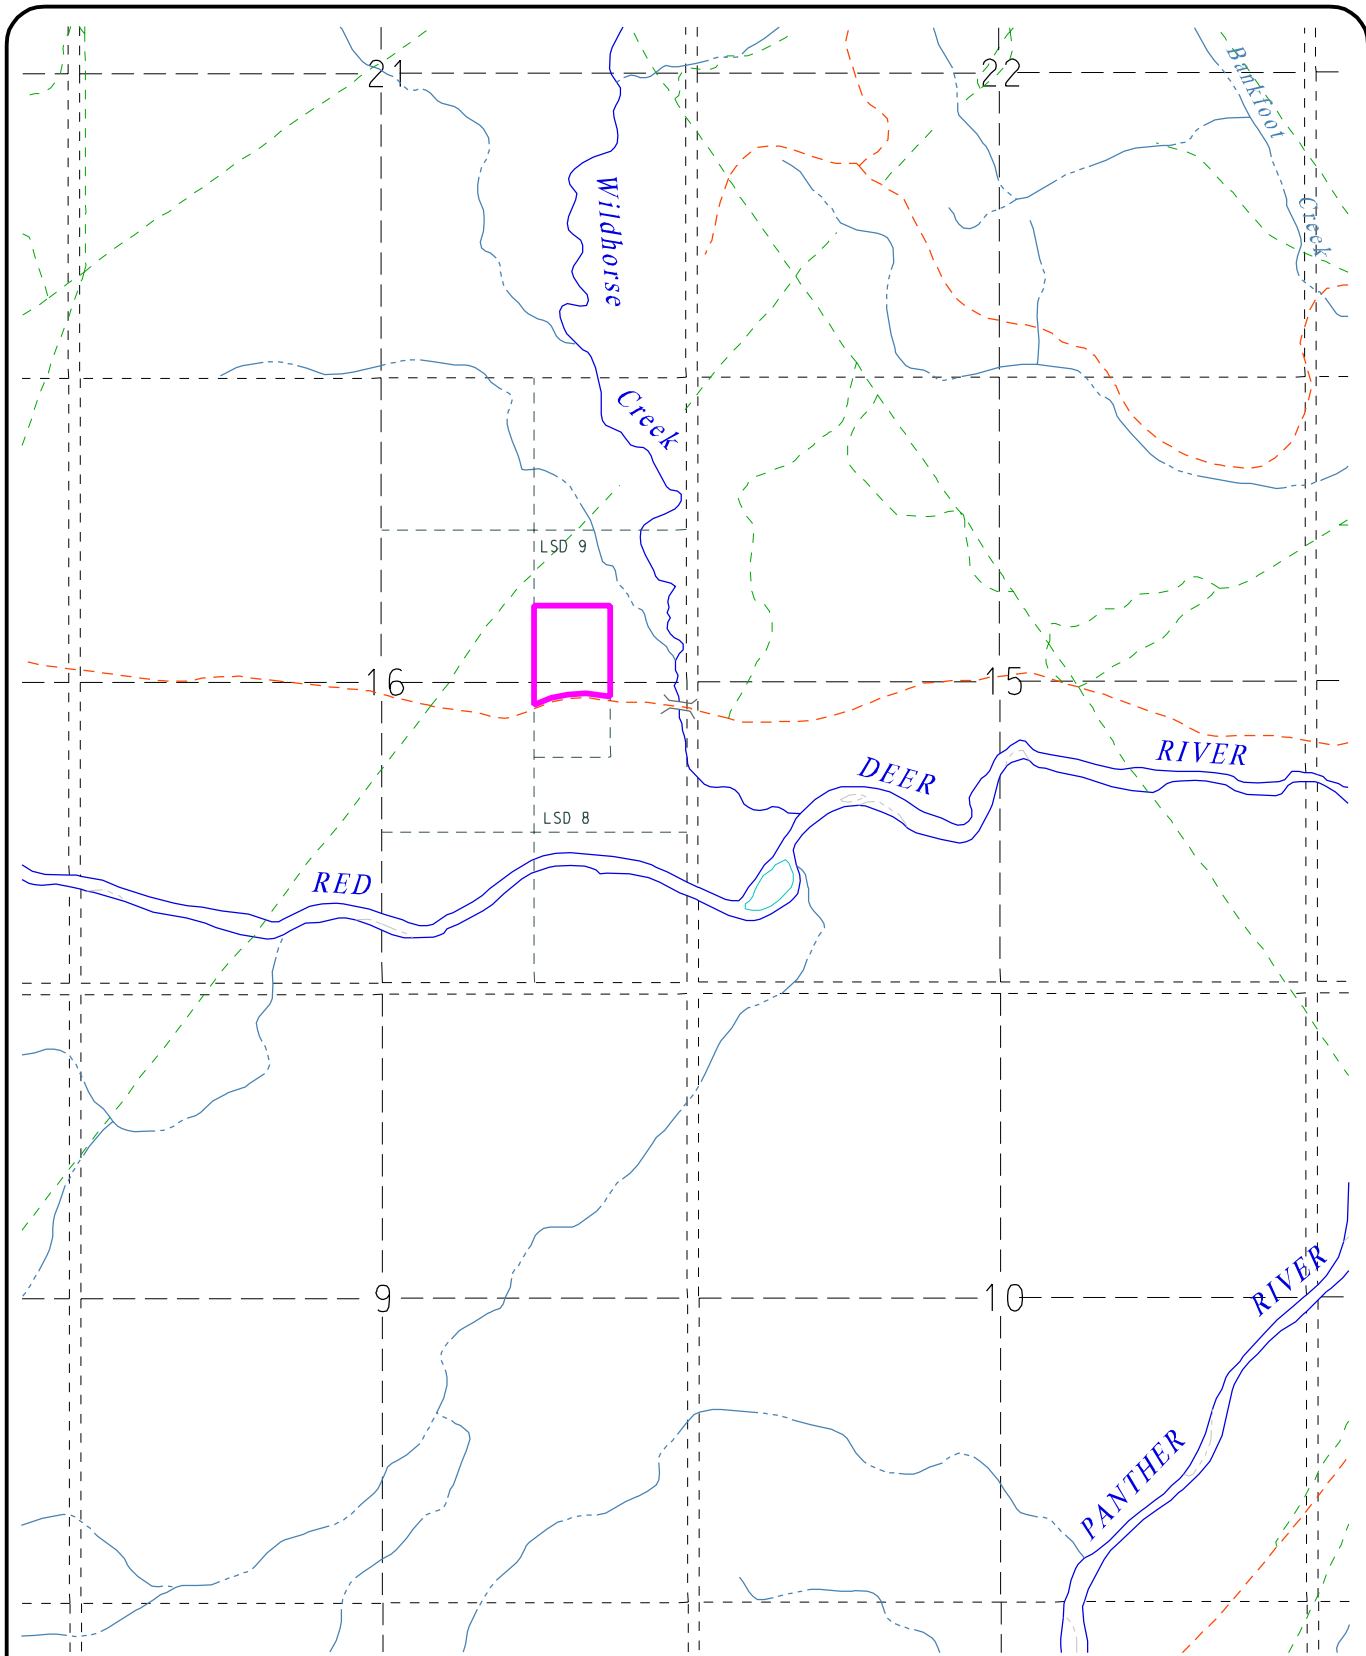 21
22
Bankfoot
Creek
Wildhorse
Creek
LSD 9
16
15
DEER
RIVER
LSD 8
RED
9
10
RIVER
PANTHER